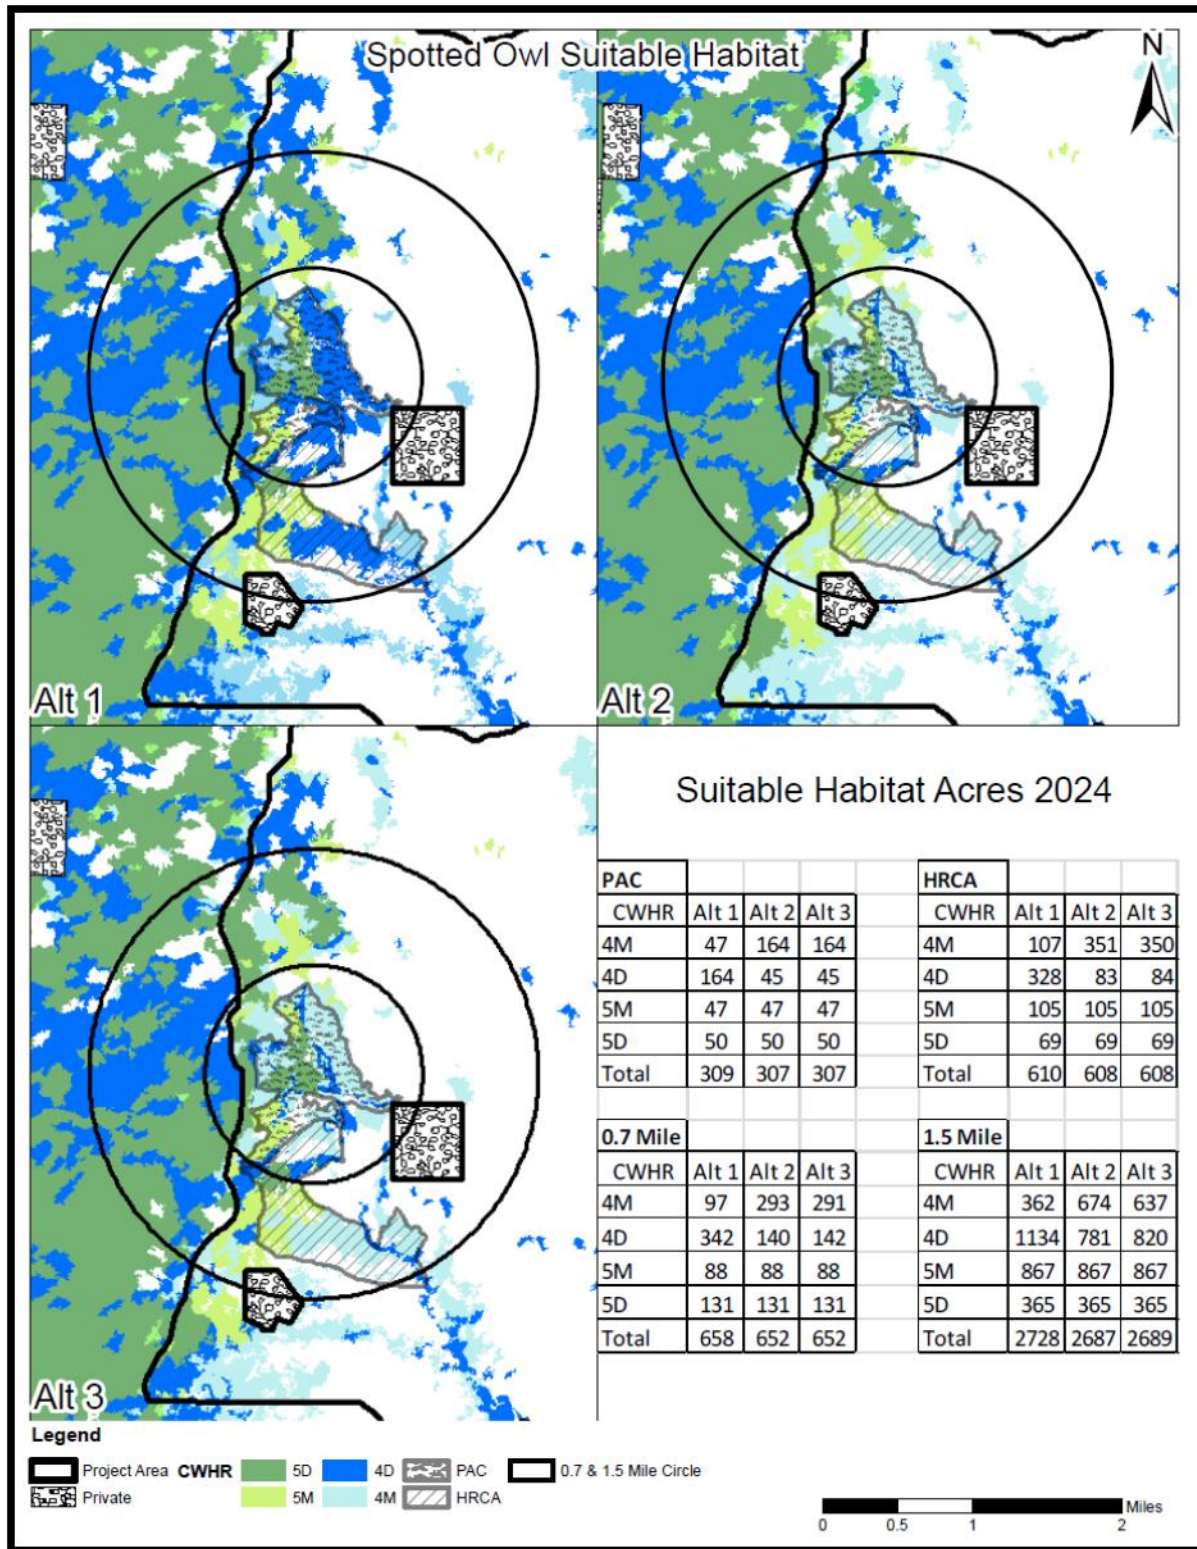 Spotted Owl Suitable Habitat
N
Alt 1
Alt 2
Alt 3
Suitable Habitat Acres 2024
PAC
CWHR Alt 1 Alt 2 Alt 3
4M 47 164 164
4D 164 45 45
5M 47 47 47
5D 50 50 50
Total 309 307 307
HRCA
CWHR Alt 1 Alt 2 Alt 3
4M 107 351 350
4D 328 83 84
5M 105 105 105
5D 69 69 69
Total 610 608 608
0.7 Mile
CWHR Alt 1 Alt 2 Alt 3
4M 97 293 291
4D 342 140 142
5M 88 88 88
5D 131 131 131
Total 658 652 652
1.5 Mile
CWHR Alt 1 Alt 2 Alt 3
4M 362 674 637
4D 1134 781 820
5M 867 867 867
5D 365 365 365
Total 2728 2687 2689
Legend
Project Area CWHR 5D 4D PAC 0.7 & 1.5 Mile Circle
Private 5M 4M HRCA
Miles
0 0.5 1 2